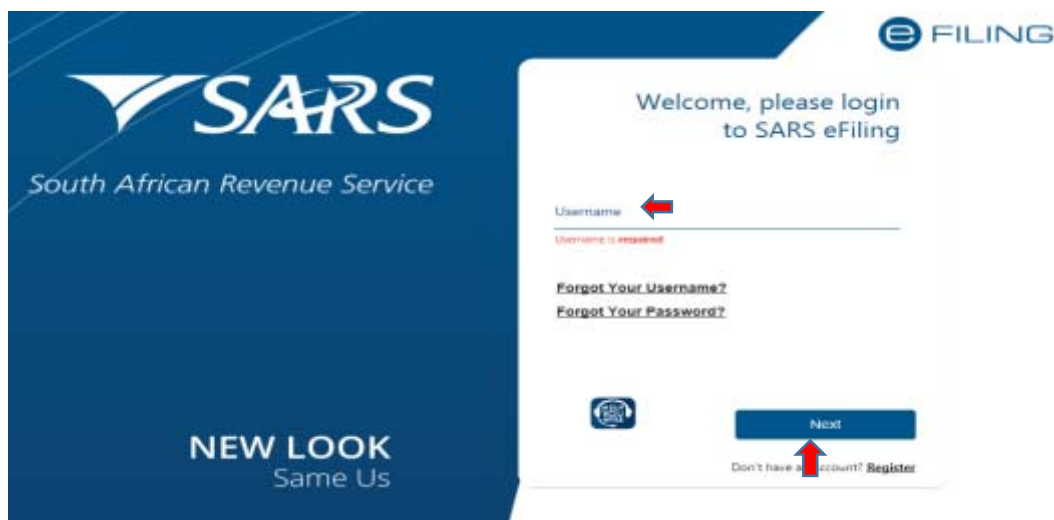 e FILING
SARS
South African Revenue Service
Welcome, please login
to SARS eFiling
Username
Username is required
Forgot Your Username?
Forgot Your Password?
Next
Don't have account? Register
NEW LOOK
Same Us